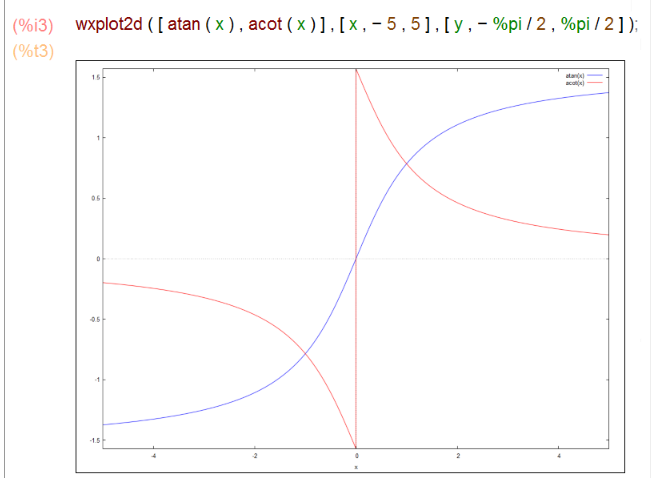 (%i3) wxplot2d ( [ atan ( x ) , acot ( x ) ] , [ x , − 5 , 5 ] , [ y , − %pi / 2 , %pi / 2 ] ) ;
(%t3)
atan(x)
acot(x)
1.5
1
0.5
0
-0.5
-1
-1.5
-4 -2 0 2 4
x